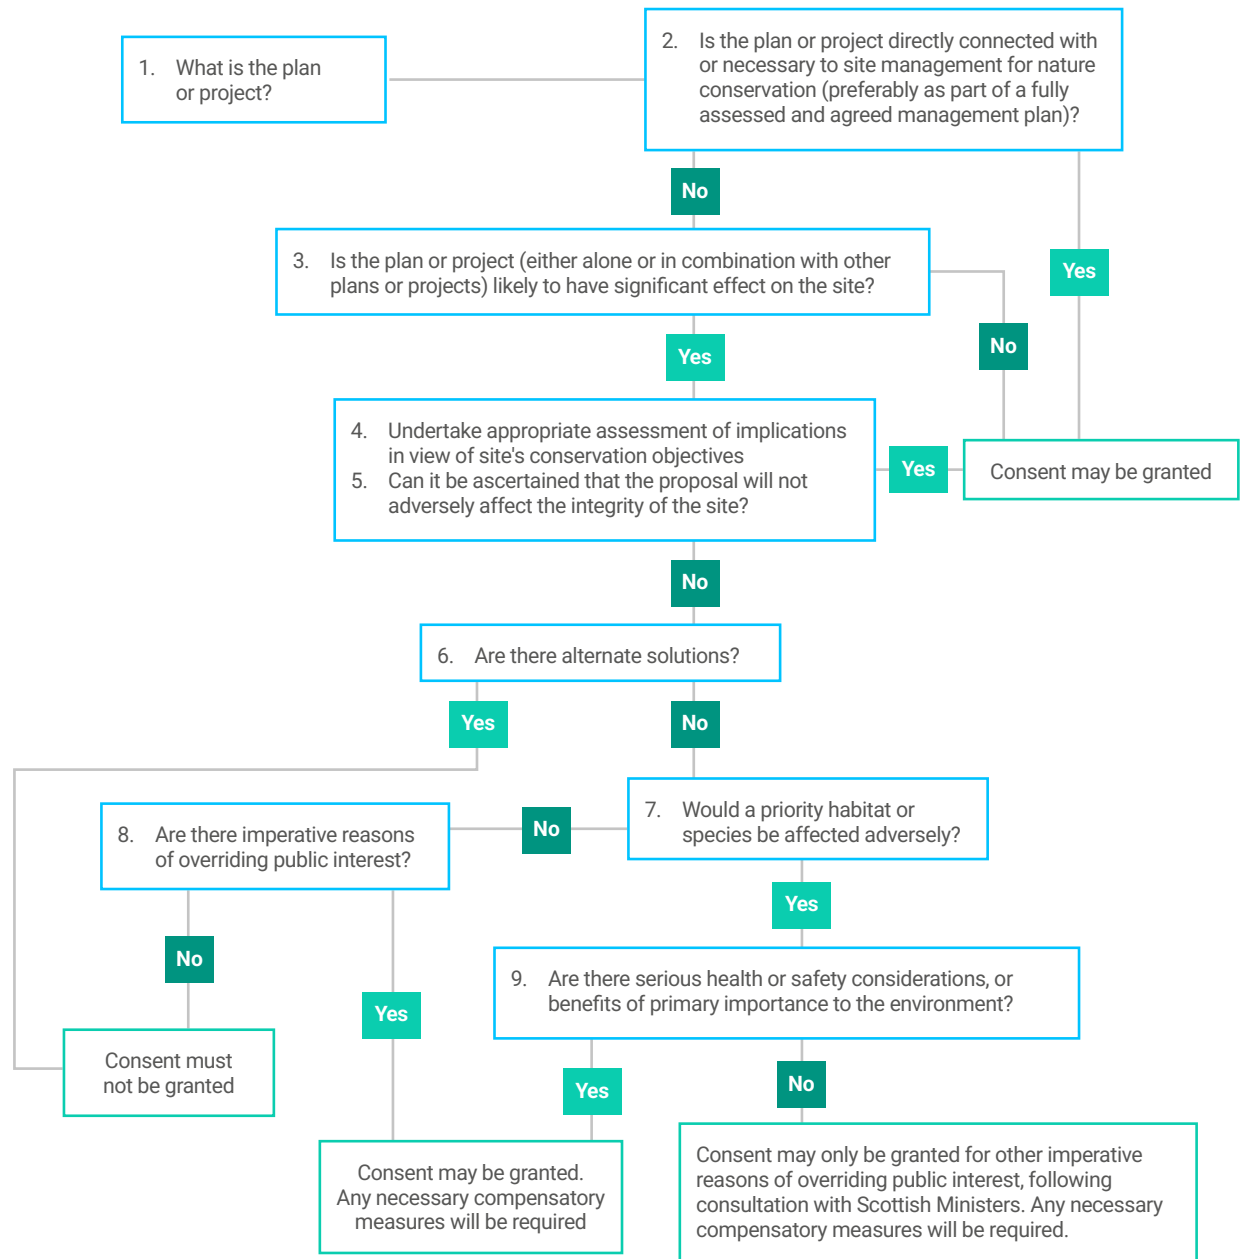 1. What is the plan
or project?
2. Is the plan or project directly connected with
or necessary to site management for nature
conservation (preferably as part of a fully
assessed and agreed management plan)?
No
Yes
3. Is the plan or project (either alone or in combination with other
plans or projects) likely to have significant effect on the site?
Yes
No
4. Undertake appropriate assessment of implications
in view of site's conservation objectives
5. Can it be ascertained that the proposal will not
adversely affect the integrity of the site?
Yes
Consent may be granted
No
6. Are there alternate solutions?
Yes
No
7. Would a priority habitat or
species be affected adversely?
No
8. Are there imperative reasons
of overriding public interest?
Yes
No
9. Are there serious health or safety considerations, or
benefits of primary importance to the environment?
Yes
Consent must
not be granted
Yes
No
Consent may be granted.
Any necessary compensatory
measures will be required
Consent may only be granted for other imperative
reasons of overriding public interest, following
consultation with Scottish Ministers. Any necessary
compensatory measures will be required.